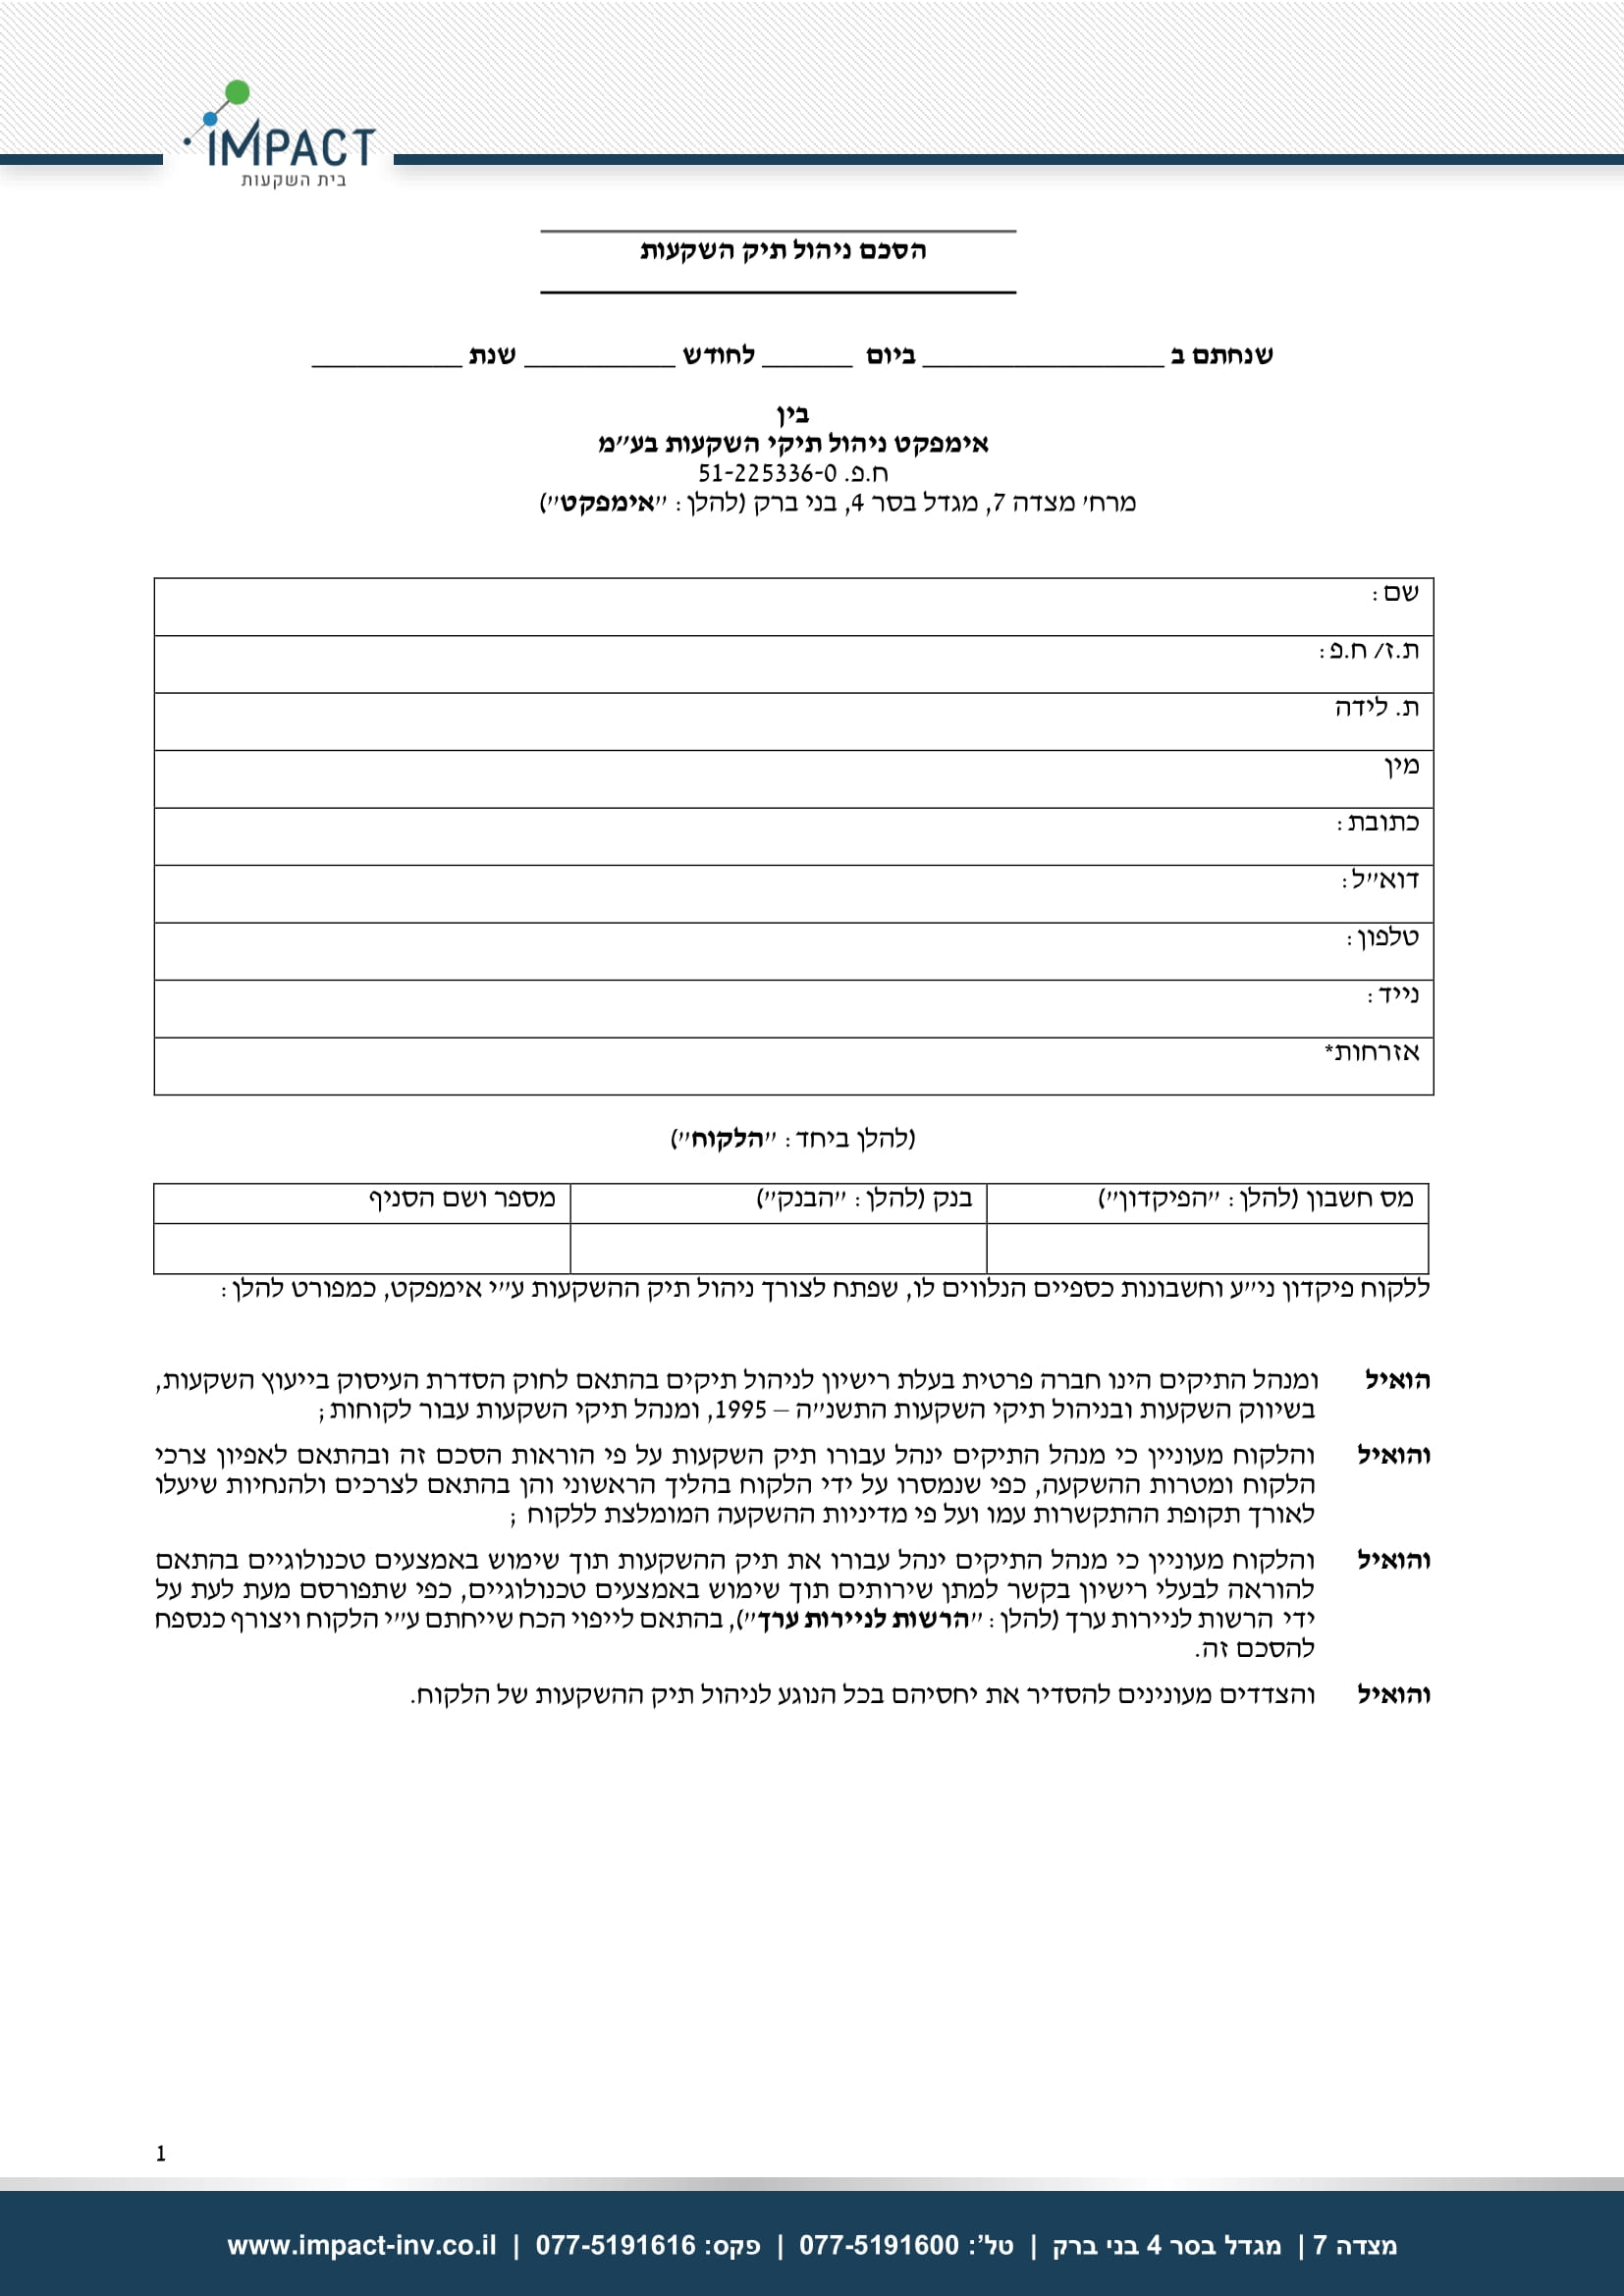 IMPACT
בית השקעות
הסכם ניהול תיק השקעות
שנחתם ב ________________ ביום ______ לחודש __________ שנת __________
בין
אימפקט ניהול תיקי השקעות בע״מ
ח.פ. 51-225336-0
מרח׳ מצדה 7, מגדל בסר 4, בני ברק (להלן: ״אימפקט״)
שם:
ת.ז/ ח.פ:
ת. לידה
מין
כתובת:
דוא״ל:
טלפון:
נייד:
אזרחות*
(להלן ביחד: ״הלקוח״)
מס חשבון (להלן: ״הפיקדון״) בנק (להלן: ״הבנק״) מספר ושם הסניף
ללקוח פיקדון ני״ע וחשבונות כספיים הנלווים לו, שפתח לצורך ניהול תיק ההשקעות ע״י אימפקט, כמפורט להלן:
הואיל ומנהל התיקים הינו חברה פרטית בעלת רישיון לניהול תיקים בהתאם לחוק הסדרת העיסוק בייעוץ השקעות,
בשיווק השקעות ובניהול תיקי השקעות התשנ״ה – 1995, ומנהל תיקי השקעות עבור לקוחות;
והואיל והלקוח מעוניין כי מנהל התיקים ינהל עבורו תיק השקעות על פי הוראות הסכם זה ובהתאם לאפיון צרכי
הלקוח ומטרות ההשקעה, כפי שנמסרו על ידי הלקוח בהליך הראשוני והן בהתאם לצרכים ולהנחיות שיעלו
לאורך תקופת ההתקשרות עמו ועל פי מדיניות ההשקעה המומלצת ללקוח ;
והואיל והלקוח מעוניין כי מנהל התיקים ינהל עבורו את תיק ההשקעות תוך שימוש באמצעים טכנולוגיים בהתאם
להוראה לבעלי רישיון בקשר למתן שירותים תוך שימוש באמצעים טכנולוגיים, כפי שתפורסם מעת לעת על
ידי הרשות לניירות ערך (להלן: ״הרשות לניירות ערך״), בהתאם לייפוי הכח שייחתם ע״י הלקוח ויצורף כנספח
להסכם זה.
והואיל והצדדים מעונינים להסדיר את יחסיהם בכל הנוגע לניהול תיק ההשקעות של הלקוח.
1
מצדה 7 | מגדל בסר 4 בני ברק | טל׳: 077-5191600 | פקס: 077-5191616 | www.impact-inv.co.il